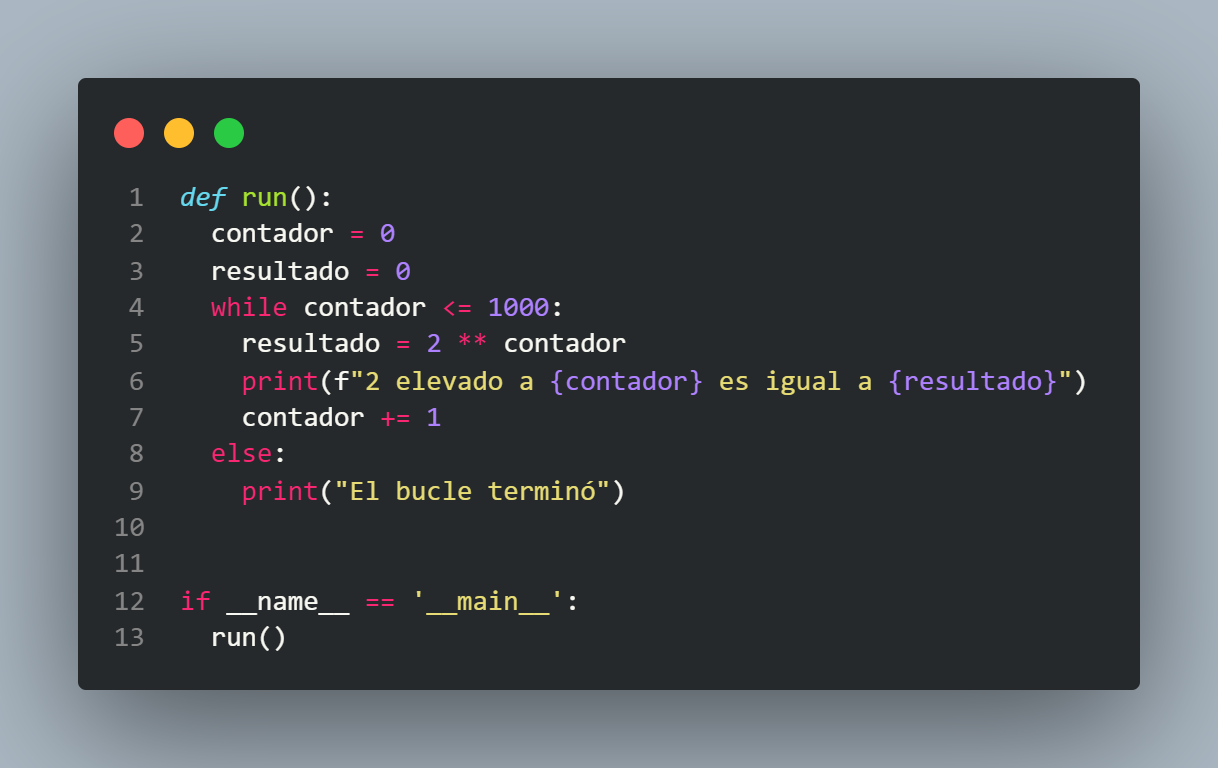 1 def run():
2   contador = 0
3   resultado = 0
4   while contador <= 1000:
5     resultado = 2 ** contador
6     print(f"2 elevado a {contador} es igual a {resultado}")
7     contador += 1
8   else:
9     print("El bucle terminó")
10
11
12 if __name__ == '__main__':
13   run()